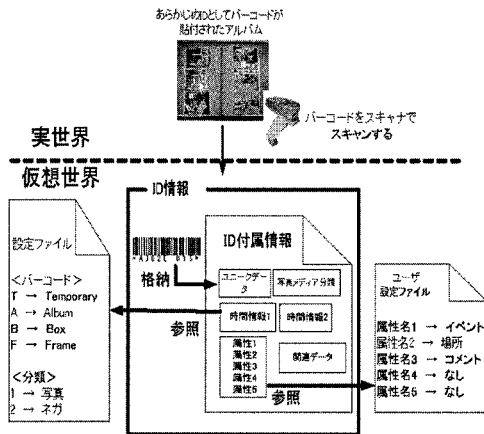 あらかじめIDとしてバーコードが
貼付されたアルバム
バーコードをスキャナで
スキャンする
実世界
仮想世界
ID情報
設定ファイル
<バーコード>
T → Temporary
A → Album
B → Box
F → Frame
<分類>
1 → 写真
2 → ネガ
格納
参照
ID付属情報
ユニークデー
タ
写真メディア分類
時間情報1
時間情報2
属性1
属性2
属性3
属性4
属性5
関連データ
参照
ユーザ
設定ファイル
属性名1 → イベント
属性名2 → 場所
属性名3 → コメント
属性名4 → なし
属性名5 → なし